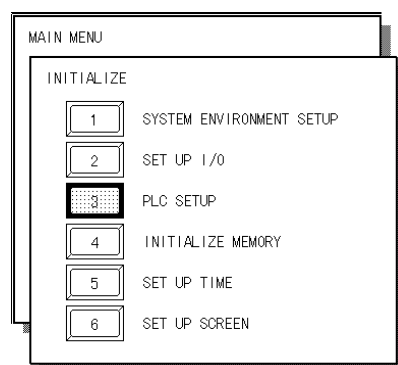 MAIN MENU
INITIALIZE
1 SYSTEM ENVIRONMENT SETUP
2 SET UP I/O
3 PLC SETUP
4 INITIALIZE MEMORY
5 SET UP TIME
6 SET UP SCREEN